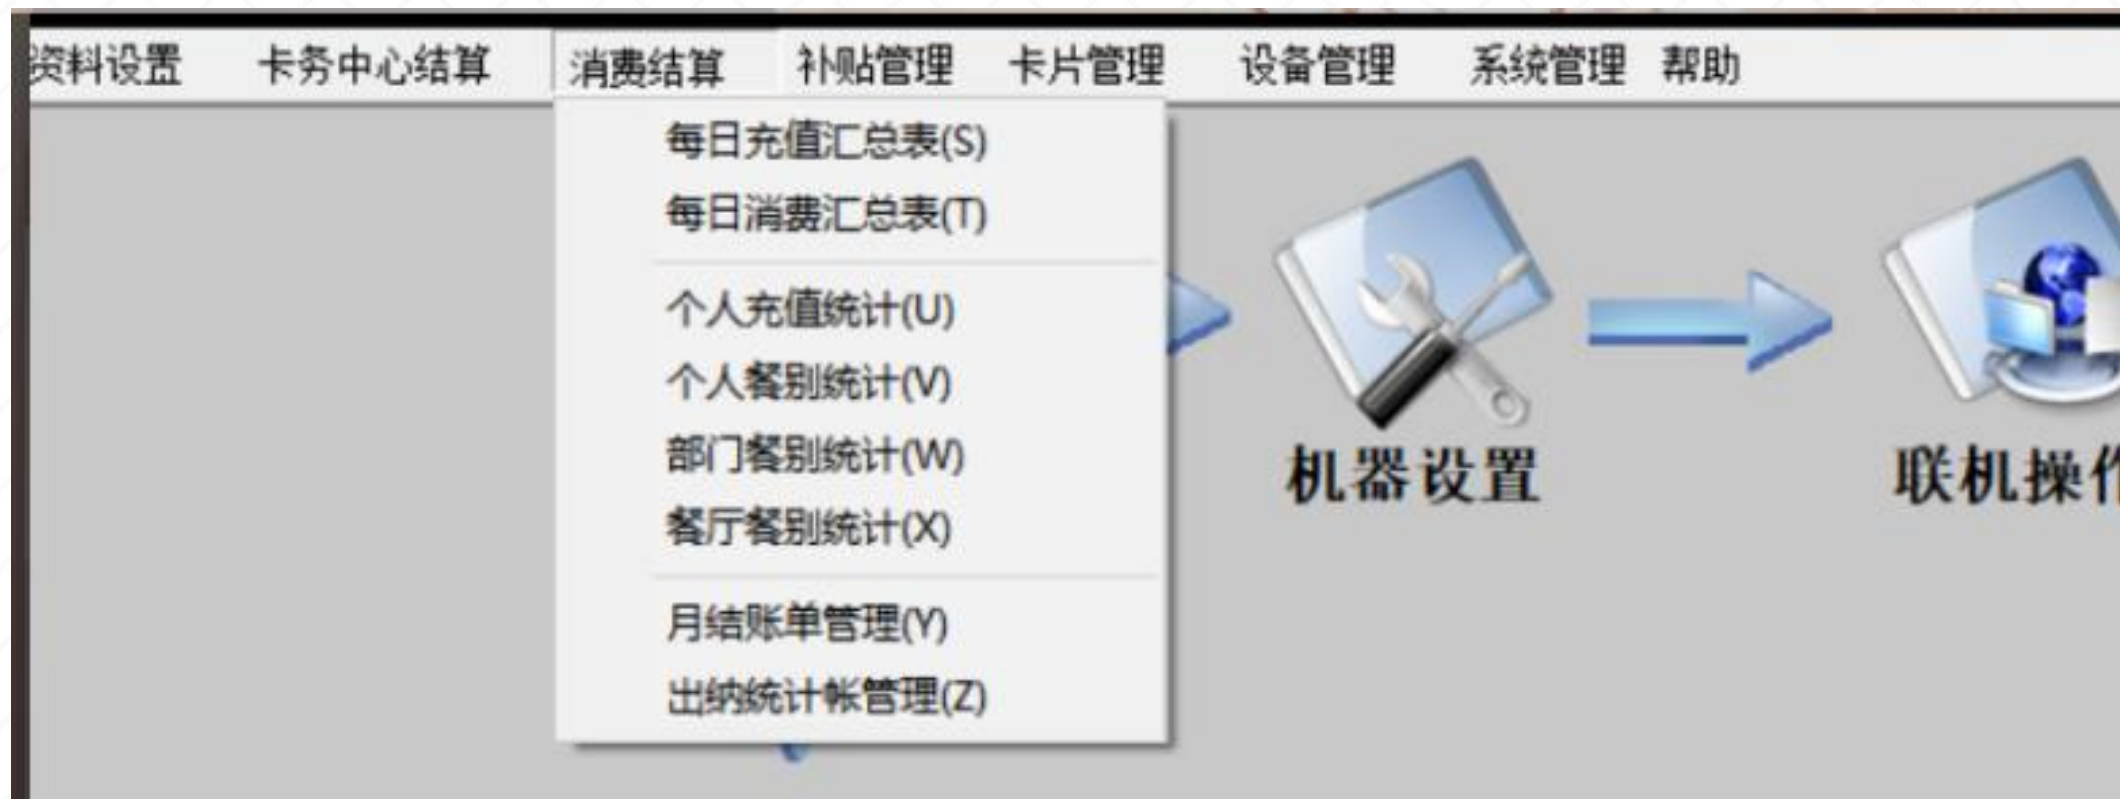 资料设置 卡务中心结算 消费结算 补贴管理 卡片管理 设备管理 系统管理 帮助
每日充值汇总表(S)
每日消费汇总表(T)
个人充值统计(U)
个人餐别统计(V)
部门餐别统计(W)
餐厅餐别统计(X)
月结账单管理(Y)
出纳统计帐管理(Z)
机器设置
联机操作